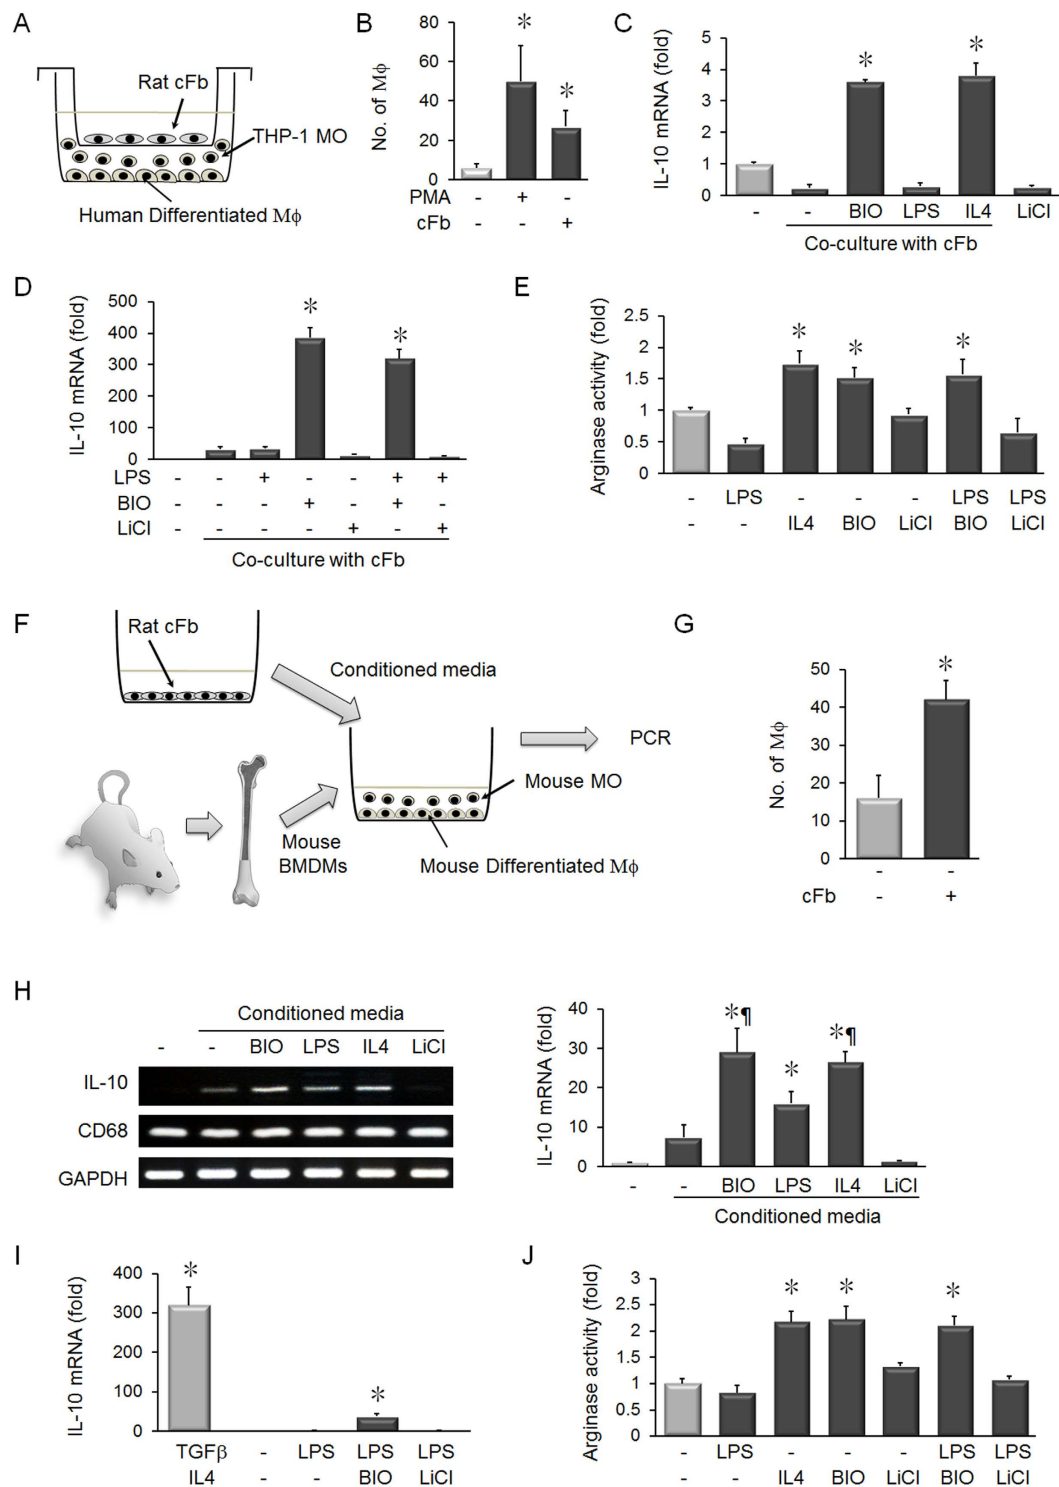 A
Rat cFb
THP-1 MO
Human Differentiated Mϕ
B
No. of Mϕ
80
60
40
20
0
*
*
PMA - + -
cFb - - +
C
IL-10 mRNA (fold)
5
4
3
2
1
0
*
*
- - BIO LPS IL4 LiCl
Co-culture with cFb
D
IL-10 mRNA (fold)
500
400
300
200
100
0
*
*
LPS - - + - - + +
BIO - - - + - + -
LiCl - - - - + - +
Co-culture with cFb
E
Arginase activity (fold)
2.5
2
1.5
1
0.5
0
* * *
- LPS - - - LPS LPS
- - IL4 BIO LiCl BIO LiCl
F
Rat cFb
Conditioned media
PCR
Mouse MO
Mouse
BMDMs
Mouse Differentiated Mϕ
G
No. of Mϕ
50
40
30
20
10
0
*
- -
cFb - +
H
Conditioned media
- - BIO LPS IL4 LiCl
IL-10
CD68
GAPDH
IL-10 mRNA (fold)
40
30
20
10
0
*¶ * *¶
- - BIO LPS IL4 LiCl
Conditioned media
I
IL-10 mRNA (fold)
400
300
200
100
0
*
*
TGFβ - LPS LPS LPS
IL4 - - BIO LiCl
J
Arginase activity (fold)
3
2.5
2
1.5
1
0.5
0
* * *
- LPS - - - LPS LPS
- - IL4 BIO LiCl BIO LiCl